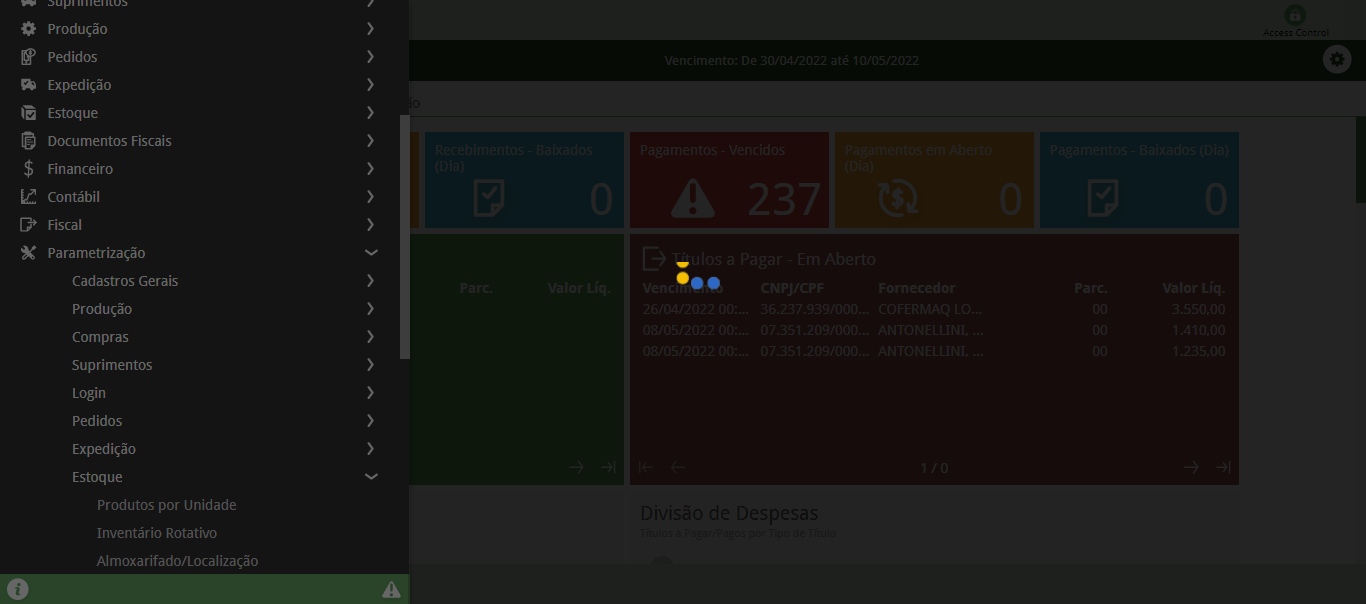 Suprimentos
Produção
Pedidos
Expedição
Estoque
Documentos Fiscais
Financeiro
Contábil
Fiscal
Parametrização
Cadastros Gerais
Produção
Compras
Suprimentos
Login
Pedidos
Expedição
Estoque
Produtos por Unidade
Inventário Rotativo
Almoxarifado/Localização
Access Control
Vencimento: De 30/04/2022 até 10/05/2022
Recebimentos - Baixados
(Dia)
0
Pagamentos - Vencidos
237
Pagamentos em Aberto
(Dia)
0
Pagamentos - Baixados (Dia)
0
Parc. Valor Líq.
Títulos a Pagar - Em Aberto
Vencimento CNPJ/CPF Fornecedor Parc. Valor Líq.
26/04/2022 00:... 36.237.939/000... COFERMAQ LO... 00 3.550,00
08/05/2022 00:... 07.351.209/000... ANTONELLINI, ... 00 1.410,00
08/05/2022 00:... 07.351.209/000... ANTONELLINI, ... 00 1.235,00
1 / 0
Divisão de Despesas
Títulos a Pagar/Pagos por Tipo de Título